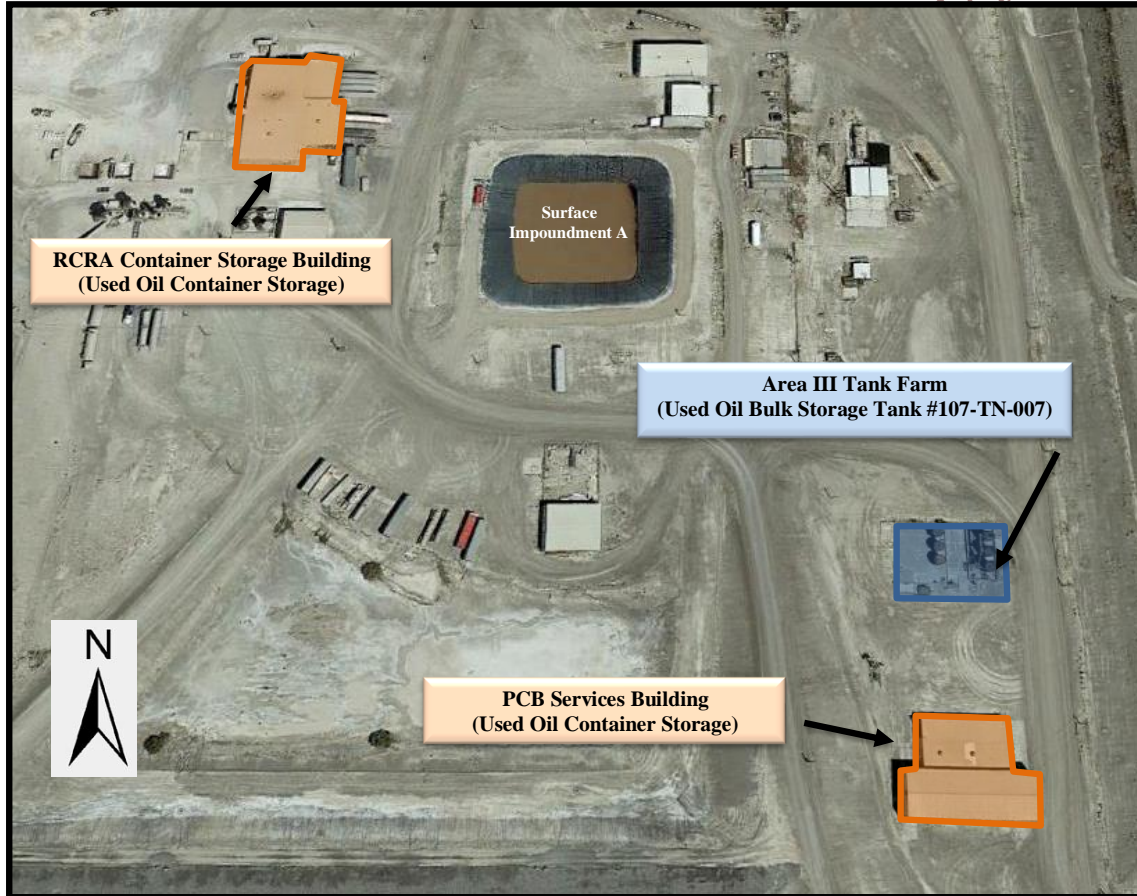 RCRA Container Storage Building
(Used Oil Container Storage)
Surface
Impoundment A
Area III Tank Farm
(Used Oil Bulk Storage Tank #107-TN-007)
N
PCB Services Building
(Used Oil Container Storage)